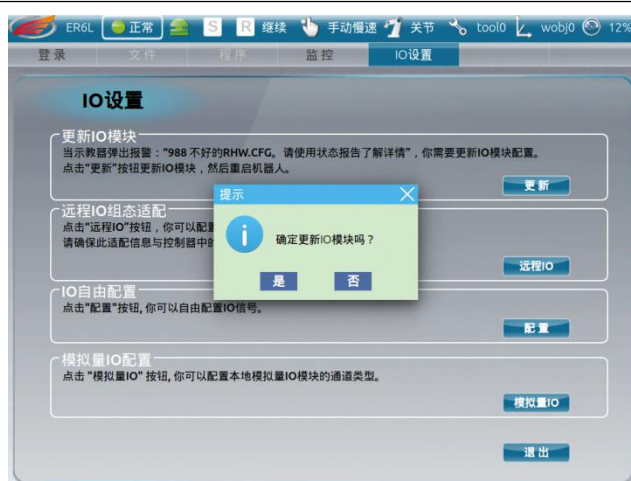 ER6L 正常 S R 继续 手动慢速 关节 tool0 wobj0 12%
登录 文件 程序 监控 IO设置
IO设置
更新IO模块
当示教器弹出报警："988 不好的RHW.CFG。请使用状态报告了解详情"，你需要更新IO模块配置。
点击"更新"按钮更新IO模块，然后重启机器人。
更新
提示
确定更新IO模块吗？
是 否
远程IO组态适配
点击"远程IO"按钮，你可以配
请确保此适配信息与控制器中
远程IO
IO自由配置
点击"配置"按钮, 你可以自由配置IO信号。
配置
模拟量IO配置
点击 "模拟量IO" 按钮, 你可以配置本地模拟量IO模块的通道类型。
模拟量IO
退出